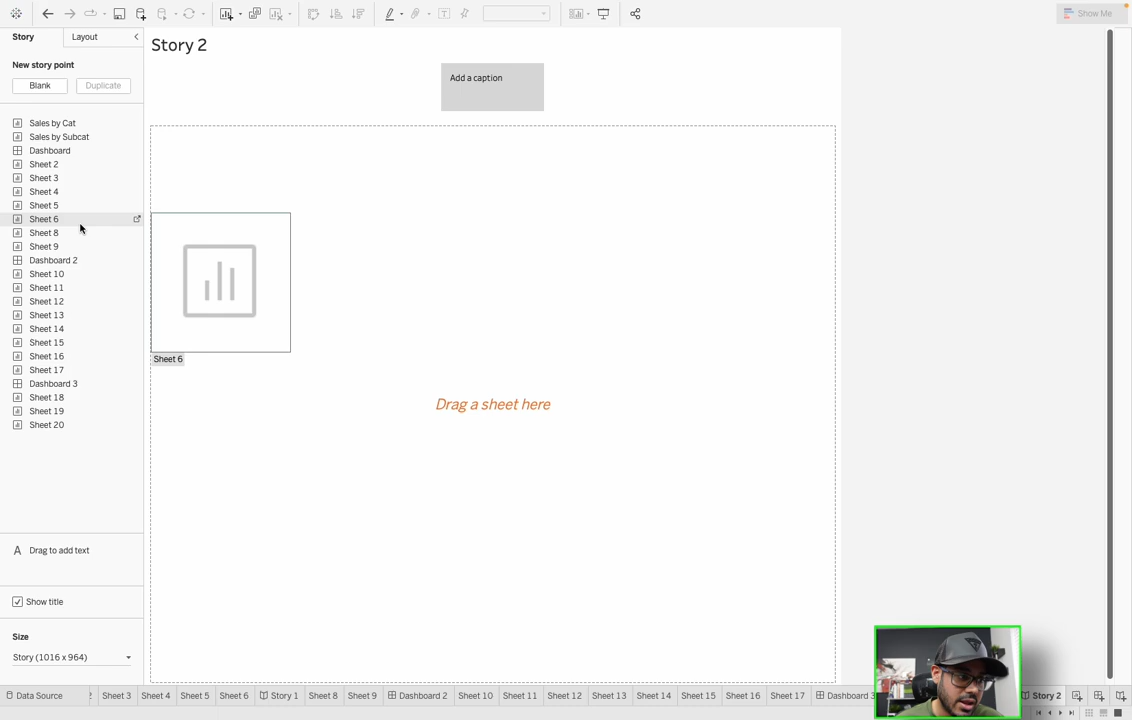 Show Me
Story
Layout
Story 2
New story point
Blank
Duplicate
Add a caption
Sales by Cat
Sales by Subcat
Dashboard
Sheet 2
Sheet 3
Sheet 4
Sheet 5
Sheet 6
Sheet 8
Sheet 9
Dashboard 2
Sheet 10
Sheet 11
Sheet 12
Sheet 13
Sheet 14
Sheet 15
Sheet 16
Sheet 17
Dashboard 3
Sheet 18
Sheet 19
Sheet 20
Sheet 6
Drag a sheet here
A Drag to add text
Show title
Size
Story (1016 x 964)
Data Source 2 Sheet 3 Sheet 4 Sheet 5 Sheet 6 Story 1 Sheet 8 Sheet 9 Dashboard 2 Sheet 10 Sheet 11 Sheet 12 Sheet 13 Sheet 14 Sheet 15 Sheet 16 Sheet 17 Dashboard 3 Story 2